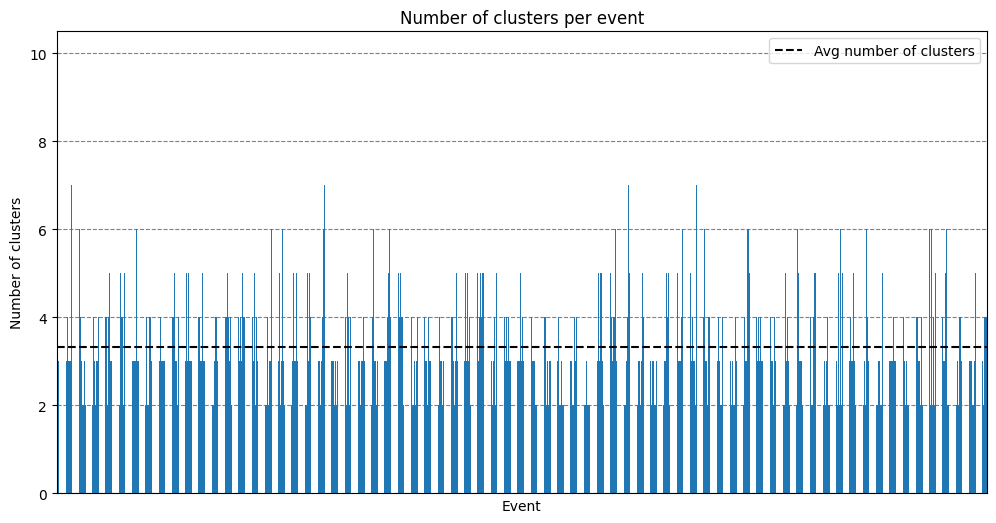 Number of clusters per event
Avg number of clusters
Number of clusters
10
8
6
4
2
0
Event